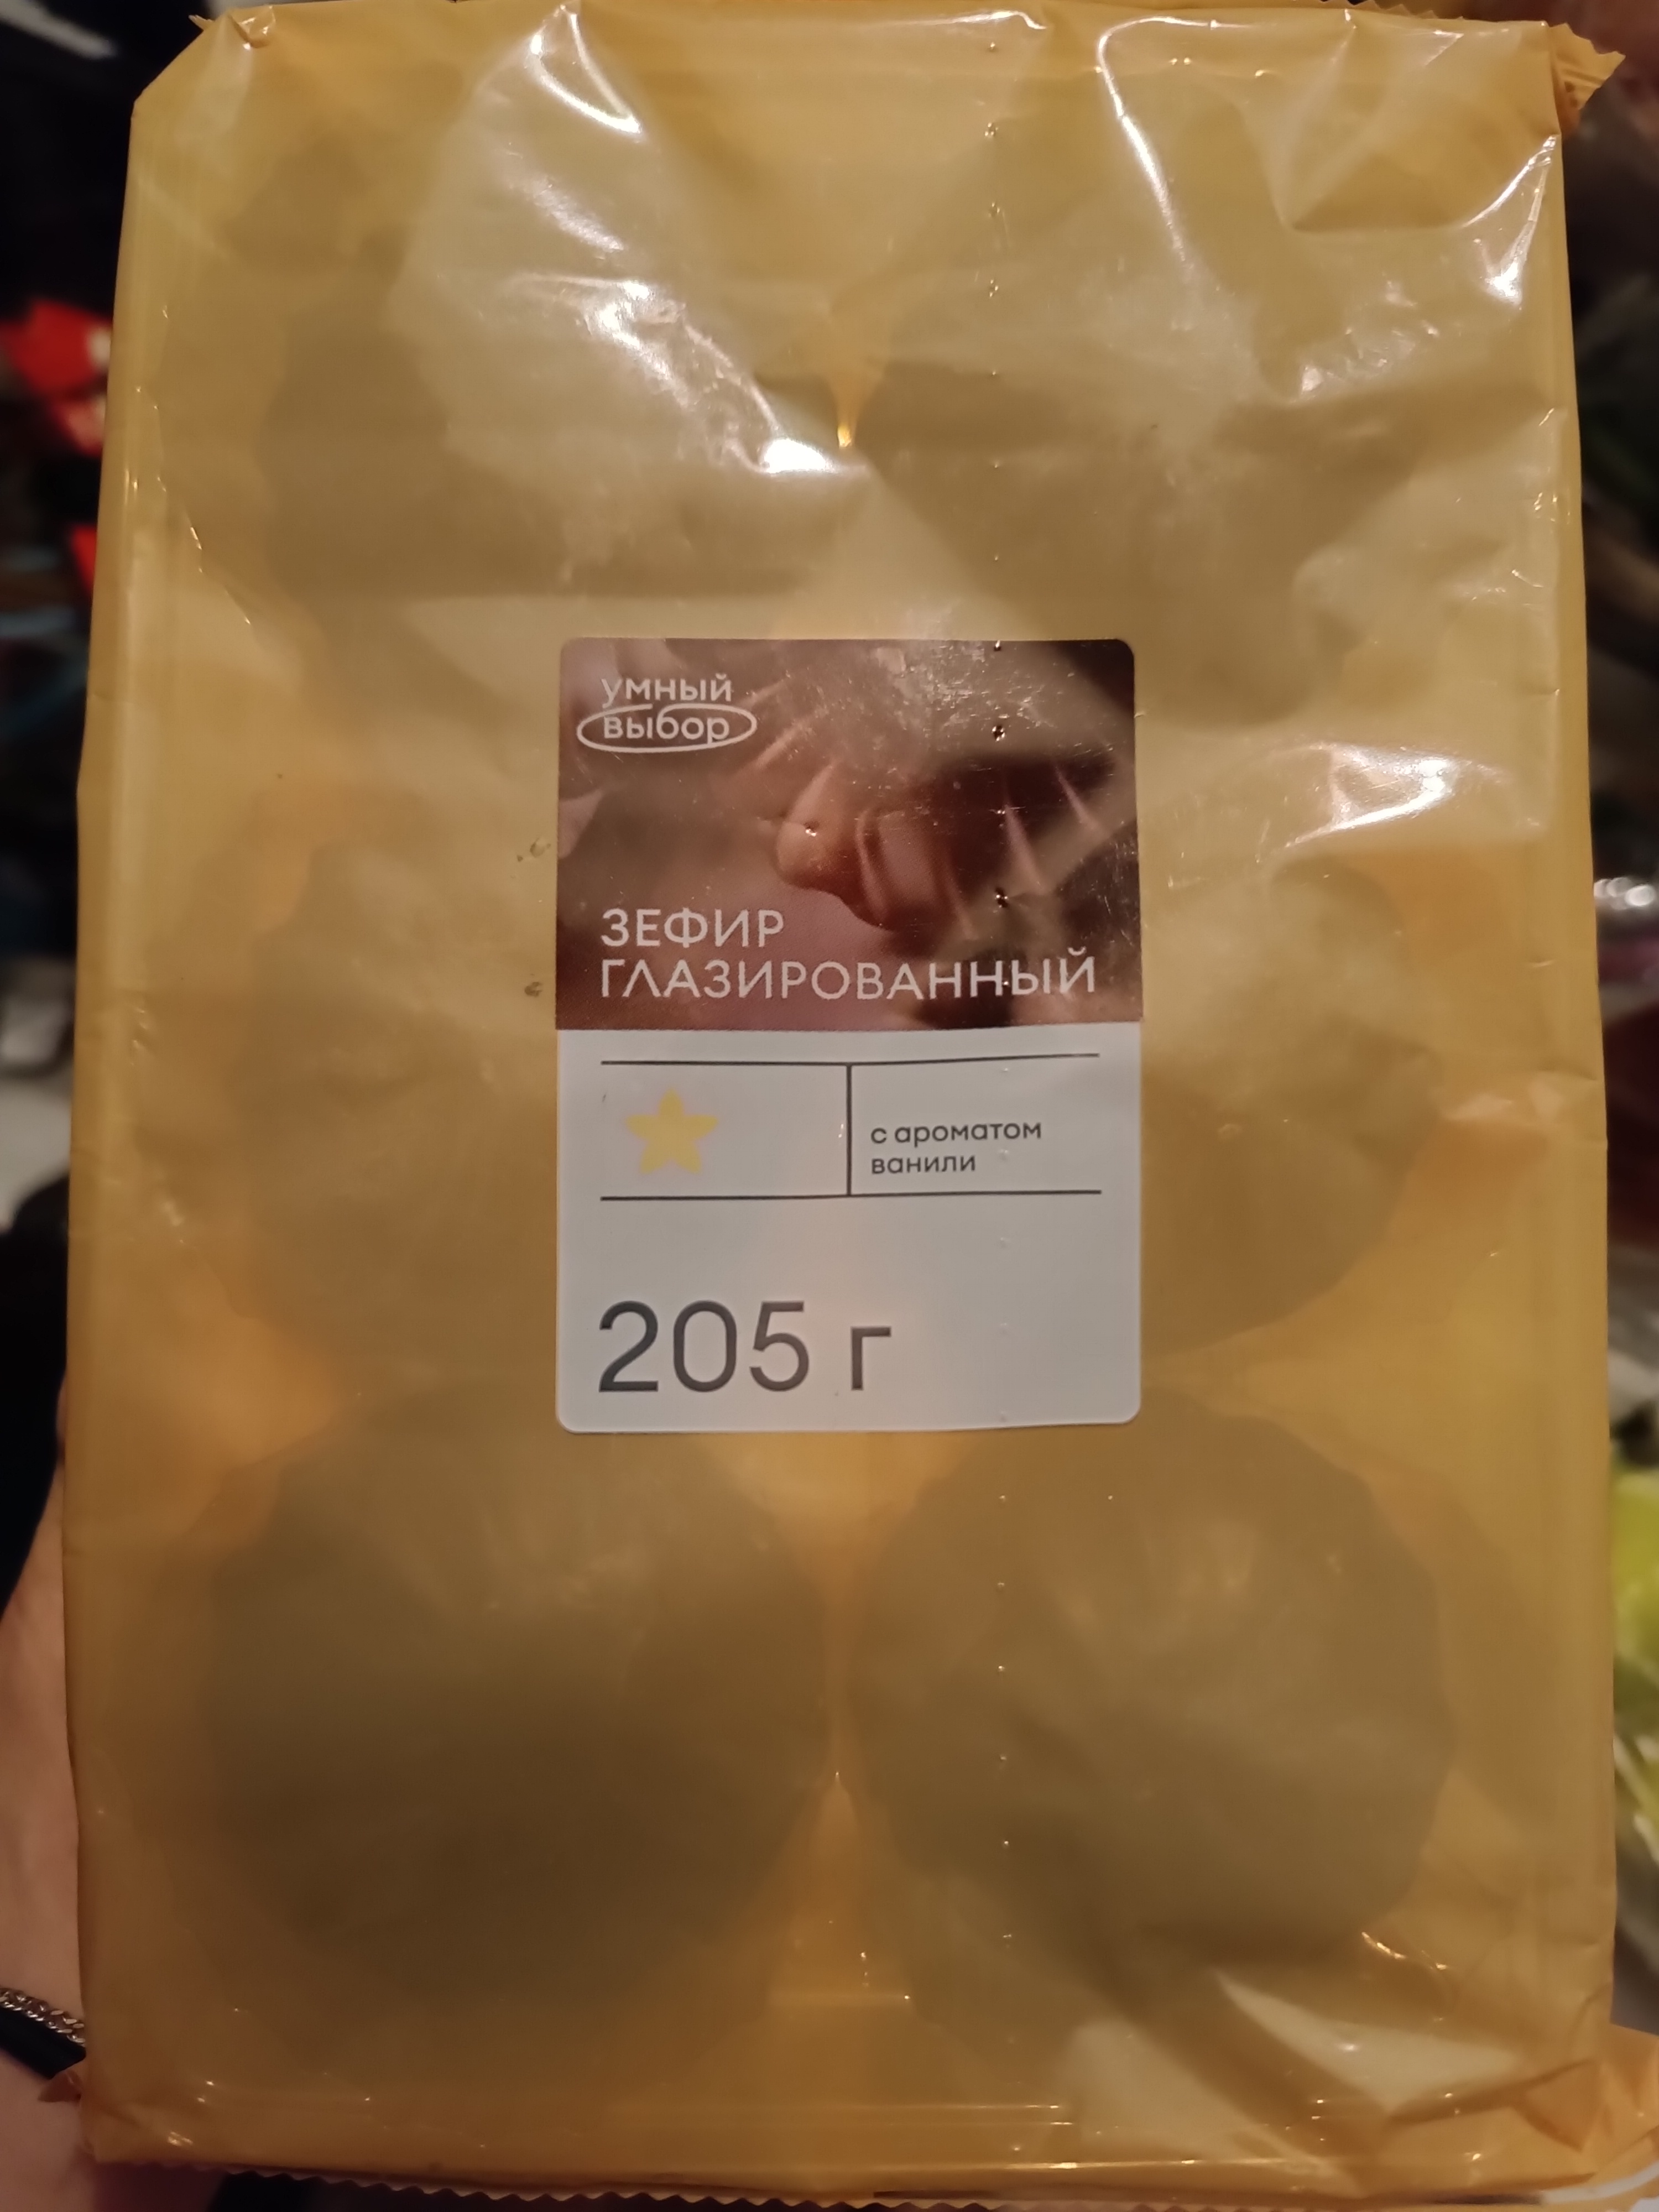 умный
выбор
ЗЕФИР
ГЛАЗИРОВАННЫЙ
с ароматом
ванили
205 г